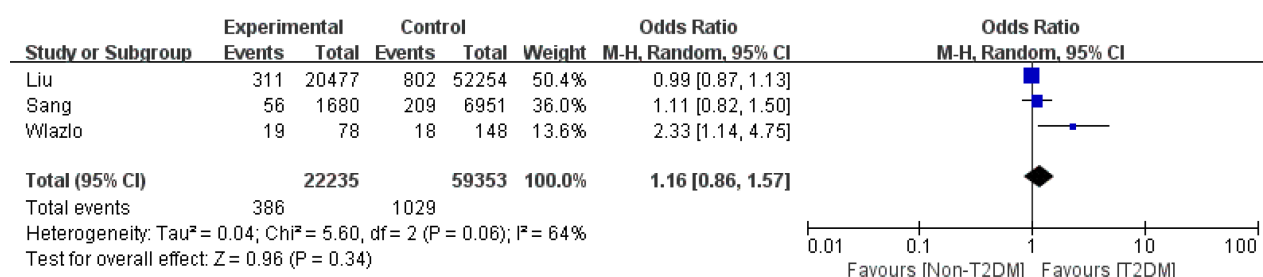 Experimental Control Odds Ratio Odds Ratio
Study or Subgroup Events Total Events Total Weight M-H, Random, 95% CI M-H, Random, 95% CI
Liu 311 20477 802 52254 50.4% 0.99 [0.87, 1.13]
Sang 56 1680 209 6951 36.0% 1.11 [0.82, 1.50]
Wlazlo 19 78 18 148 13.6% 2.33 [1.14, 4.75]
Total (95% CI) 22235 59353 100.0% 1.16 [0.86, 1.57]
Total events 386 1029
Heterogeneity: Tau² = 0.04; Chi² = 5.60, df = 2 (P = 0.06); I² = 64%
Test for overall effect: Z = 0.96 (P = 0.34)
0.01 0.1 1 10 100
Favours [Non-T2DM] Favours [T2DM]